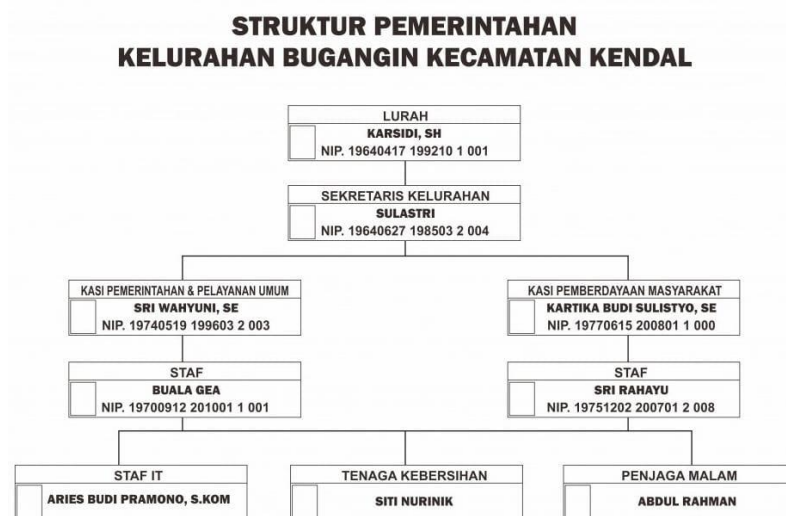 STRUKTUR PEMERINTAHAN
KELURAHAN BUGANGIN KECAMATAN KENDAL
LURAH
KARSIDI, SH
NIP. 19640417 199210 1 001
SEKRETARIS KELURAHAN
SULASTRI
NIP. 19640627 198503 2 004
KASI PEMERINTAHAN & PELAYANAN UMUM
SRI WAHYUNI, SE
NIP. 19740519 199603 2 003
KASI PEMBERDAYAAN MASYARAKAT
KARTIKA BUDI SULISTYO, SE
NIP. 19770615 200801 1 000
STAF
BUALA GEA
NIP. 19700912 201001 1 001
STAF
SRI RAHAYU
NIP. 19751202 200701 2 008
STAF IT
ARIES BUDI PRAMONO, S.KOM
TENAGA KEBERSIHAN
SITI NURINIK
PENJAGA MALAM
ABDUL RAHMAN